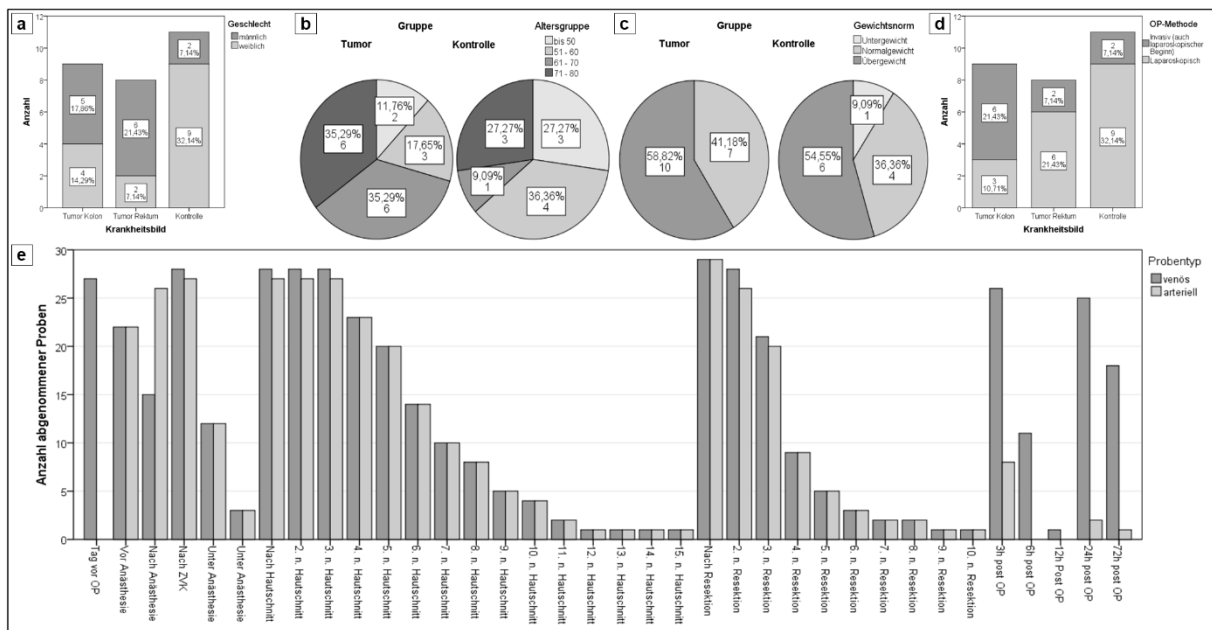 a
Geschlecht
männlich
weiblich
12
10
8
6
4
2
0
Anzahl
5
17,86%
4
14,29%
6
21,43%
2
7,14%
2
7,14%
9
32,14%
Tumor Kolon
Tumor Rektum
Kontrolle
Krankheitsbild
b
Gruppe
Tumor
Kontrolle
Altersgruppe
bis 50
51 - 60
61 - 70
71 - 80
11,76%
2
17,65%
3
35,29%
6
35,29%
6
27,27%
3
36,36%
4
9,09%
1
27,27%
3
c
Gruppe
Tumor
Kontrolle
Gewichtsnorm
Untergewicht
Normalgewicht
Übergewicht
58,82%
10
41,18%
7
9,09%
1
36,36%
4
54,55%
6
d
OP-Methode
Invasiv (auch
laparoskopischer
Beginn)
Laparoskopisch
12
10
8
6
4
2
0
Anzahl
6
21,43%
3
10,71%
2
7,14%
6
21,43%
2
7,14%
9
32,14%
Tumor Kolon
Tumor Rektum
Kontrolle
Krankheitsbild
e
Probentyp
venös
arteriell
30
25
20
15
10
5
0
Anzahl abgenommener Proben
Tag vor OP
Vor Anästhesie
Nach Anästhesie
Nach ZVK
Unter Anästhesie
Unter Anästhesie
Nach Hautschnitt
2. n. Hautschnitt
3. n. Hautschnitt
4. n. Hautschnitt
5. n. Hautschnitt
6. n. Hautschnitt
7. n. Hautschnitt
8. n. Hautschnitt
9. n. Hautschnitt
10. n. Hautschnitt
11. n. Hautschnitt
12. n. Hautschnitt
13. n. Hautschnitt
14. n. Hautschnitt
15. n. Hautschnitt
Nach Resektion
2. n. Resektion
3. n. Resektion
4. n. Resektion
5. n. Resektion
6. n. Resektion
7. n. Resektion
8. n. Resektion
9. n. Resektion
10. n. Resektion
3h post OP
6h post OP
12h Post OP
24h post OP
72h post OP